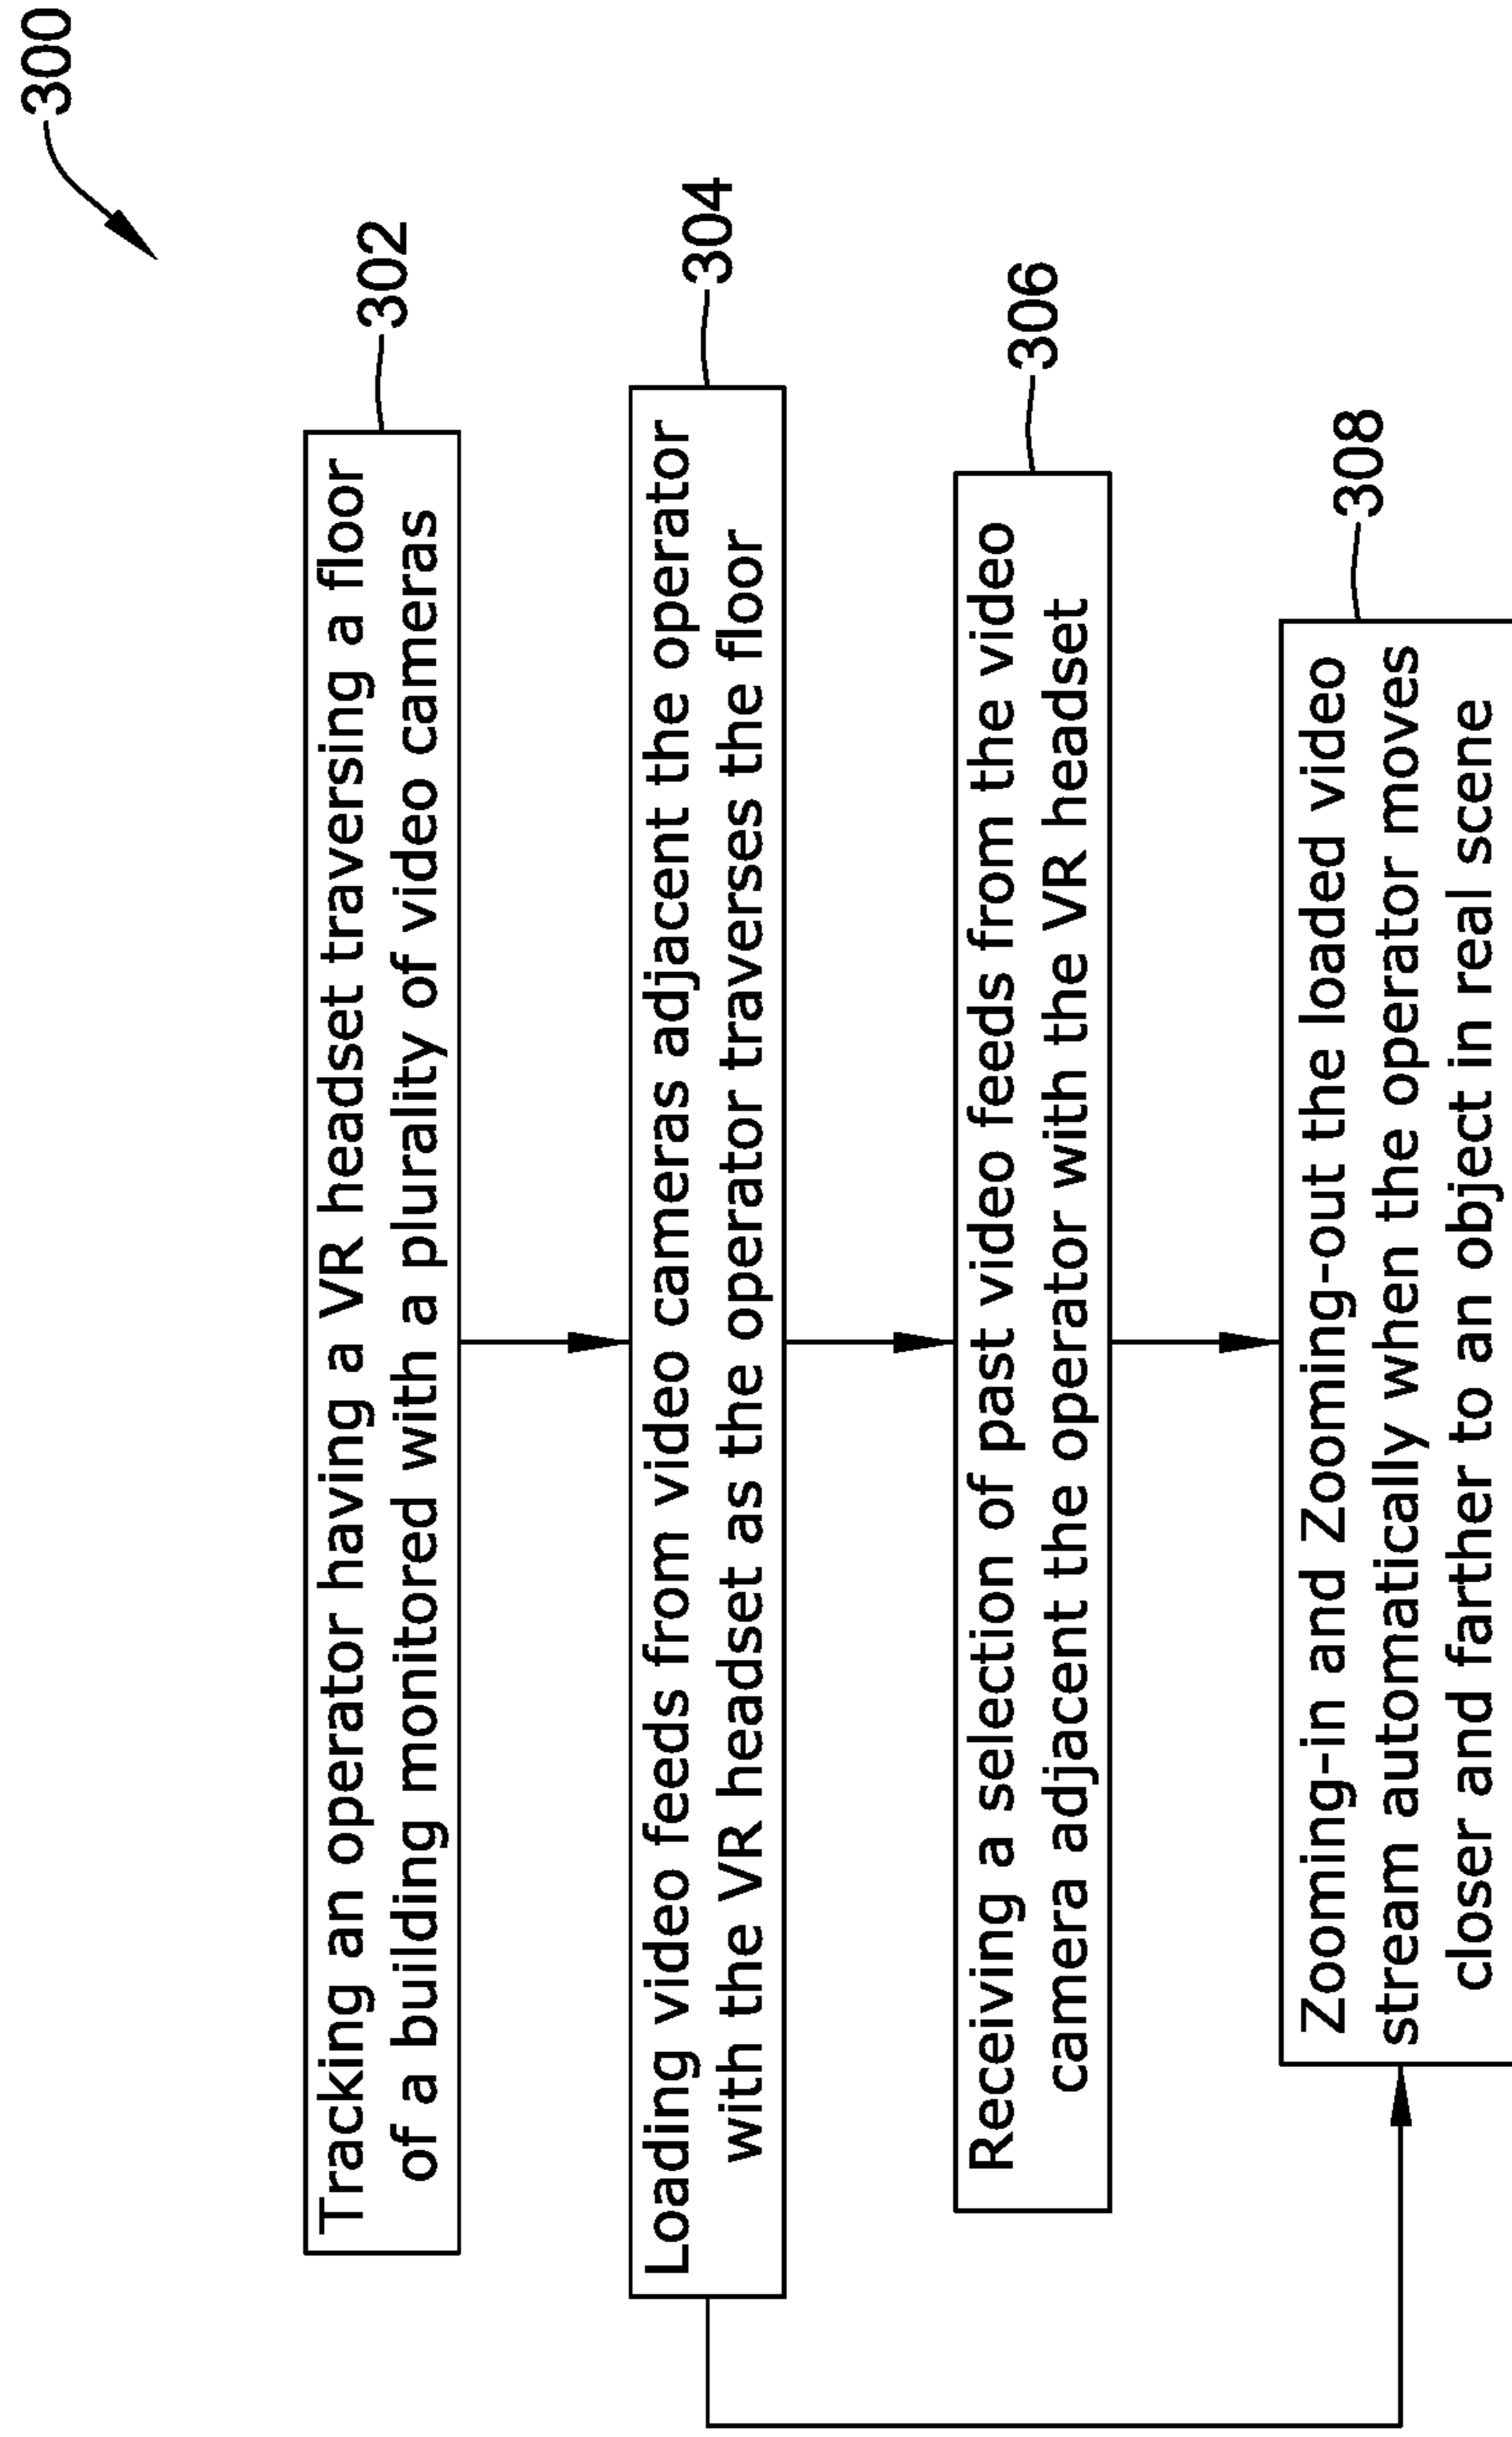 300
302
Tracking an operator having a VR headset traversing a floor
of a building monitored with a plurality of video cameras
304
Loading video feeds from video cameras adjacent the operator
with the VR headset as the operator traverses the floor
306
Receiving a selection of past video feeds from the video
camera adjacent the operator with the VR headset
308
Zooming-in and Zooming-out the loaded video
stream automatically when the operator moves
closer and farther to an object in real scene